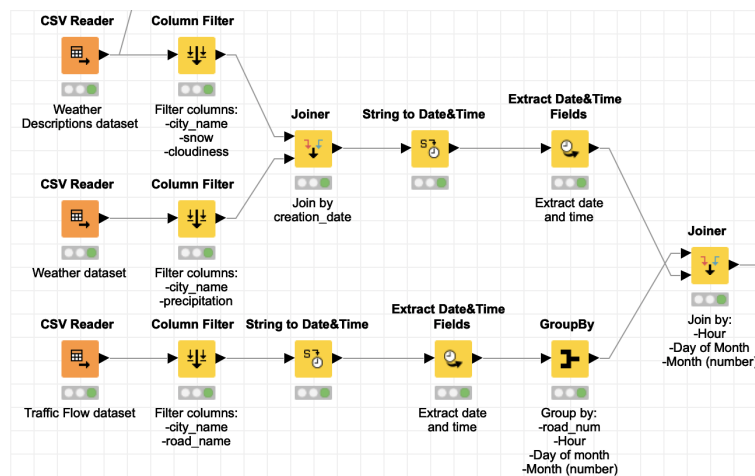 CSV Reader
Column Filter
Weather
Descriptions dataset
Filter columns:
-city_name
-snow
-cloudiness
Joiner
String to Date&Time
Extract Date&Time
Fields
Join by
creation_date
Extract date
and time
CSV Reader
Column Filter
Weather dataset
Filter columns:
-city_name
-precipitation
Joiner
Join by:
-Hour
-Day of Month
-Month (number)
CSV Reader
Column Filter
String to Date&Time
Extract Date&Time
Fields
GroupBy
Traffic Flow dataset
Filter columns:
-city_name
-road_name
Extract date
and time
Group by:
-road_num
-Hour
-Day of month
-Month (number)